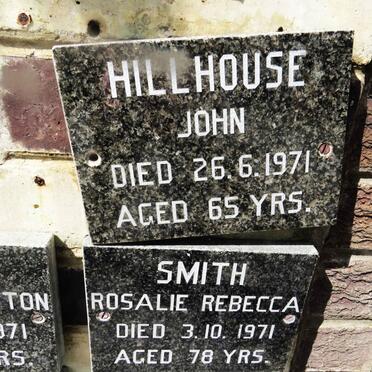 HILLHOUSE
JOHN
DIED 26.6.1971
AGED 65 YRS.
SMITH
ROSALIE REBECCA
DIED 3.10.1971
AGED 78 YRS.
TON
971
RS.